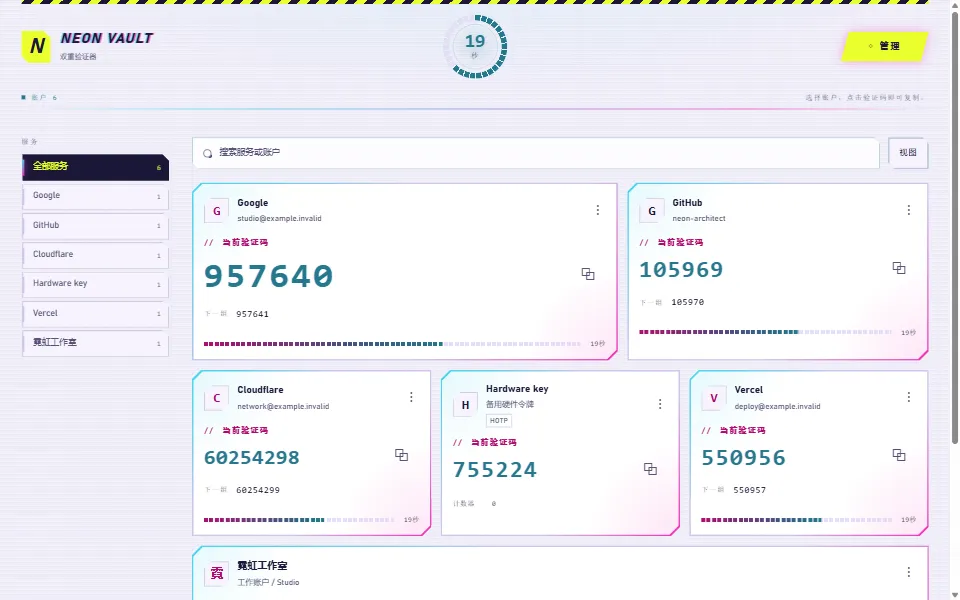 N
NEON VAULT
双重验证器
19
秒
管理
账户 6
选择账户，点击验证码即可复制。
服务
全部服务 6
Google 1
GitHub 1
Cloudflare 1
Hardware key 1
Vercel 1
霓虹工作室 1
搜索服务或账户
视图
G
Google
studio@example.invalid
// 当前验证码
957640
下一组 957641
19秒
G
GitHub
neon-architect
// 当前验证码
105969
下一组 105970
19秒
C
Cloudflare
network@example.invalid
// 当前验证码
60254298
下一组 60254299
19秒
H
Hardware key
备用硬件令牌
HOTP
// 当前验证码
755224
计数器 0
V
Vercel
deploy@example.invalid
// 当前验证码
550956
下一组 550957
19秒
霓
霓虹工作室
工作账户 / Studio